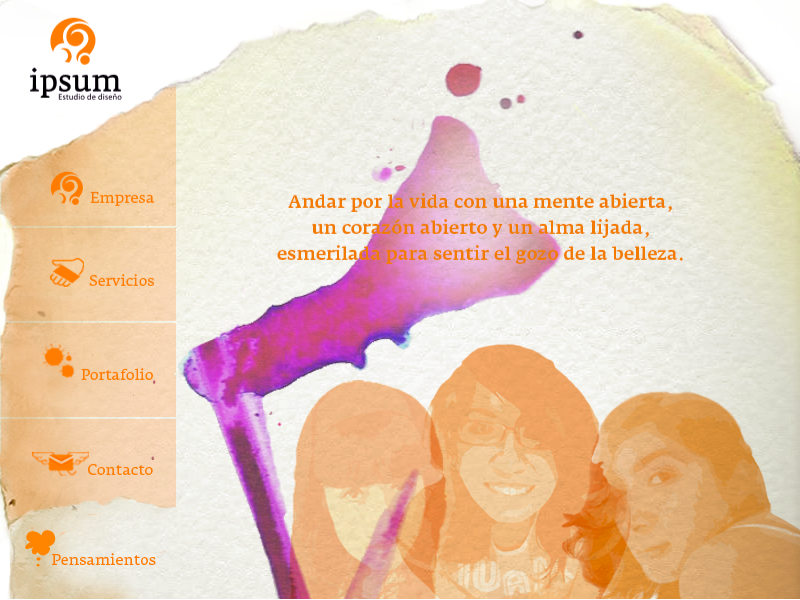 ipsum
Estudio de diseño
Empresa
Servicios
Portafolio
Contacto
Pensamientos
Andar por la vida con una mente abierta,
un corazón abierto y un alma lijada,
esmerilada para sentir el gozo de la belleza.